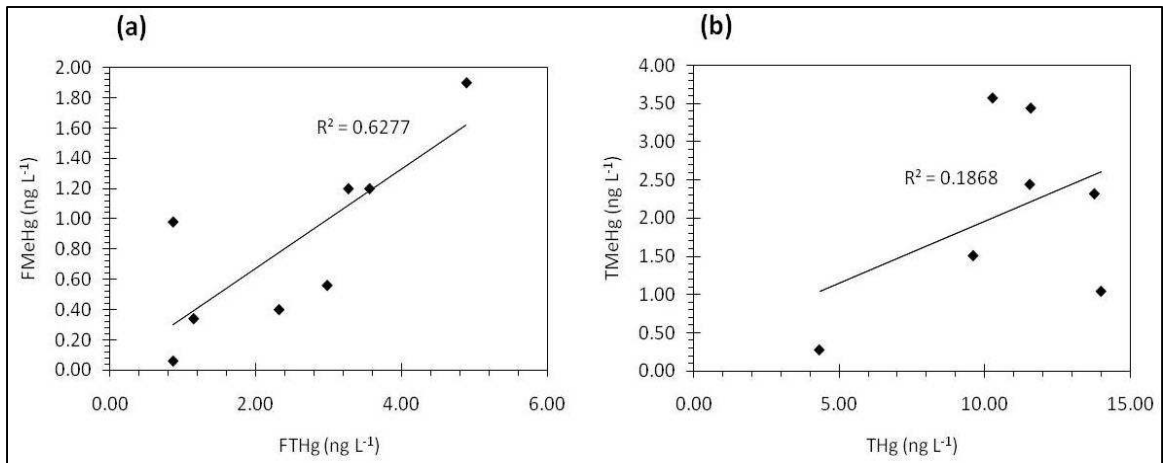 (a)
2.00
1.80
1.60
1.40
1.20
1.00
0.80
0.60
0.40
0.20
0.00
FMeHg (ng L-1)
R² = 0.6277
0.00 2.00 4.00 6.00
FTHg (ng L-1)
(b)
4.00
3.50
3.00
2.50
2.00
1.50
1.00
0.50
0.00
TMeHg (ng L-1)
R² = 0.1868
0.00 5.00 10.00 15.00
THg (ng L-1)